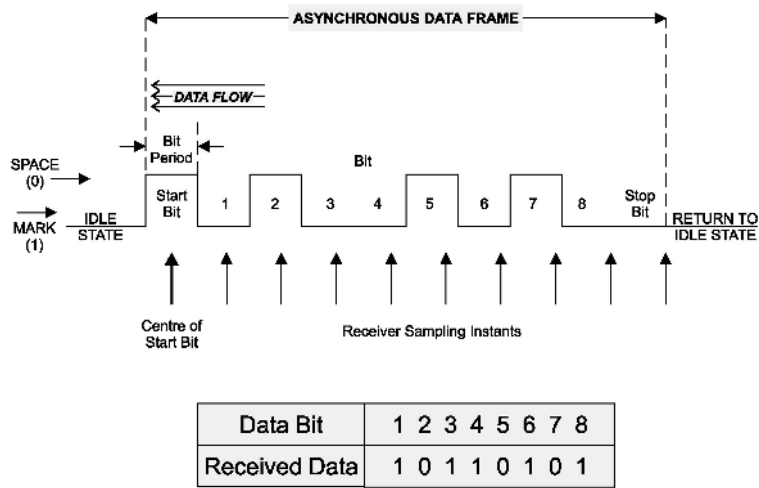 ASYNCHRONOUS DATA FRAME
DATA FLOW
Bit
Period
Bit
SPACE
(0)
Start
Bit
1 2 3 4 5 6 7 8
Stop
Bit
MARK
(1)
IDLE
STATE
RETURN TO
IDLE STATE
Centre of
Start Bit
Receiver Sampling Instants
Data Bit 1 2 3 4 5 6 7 8
Received Data 1 0 1 1 0 1 0 1